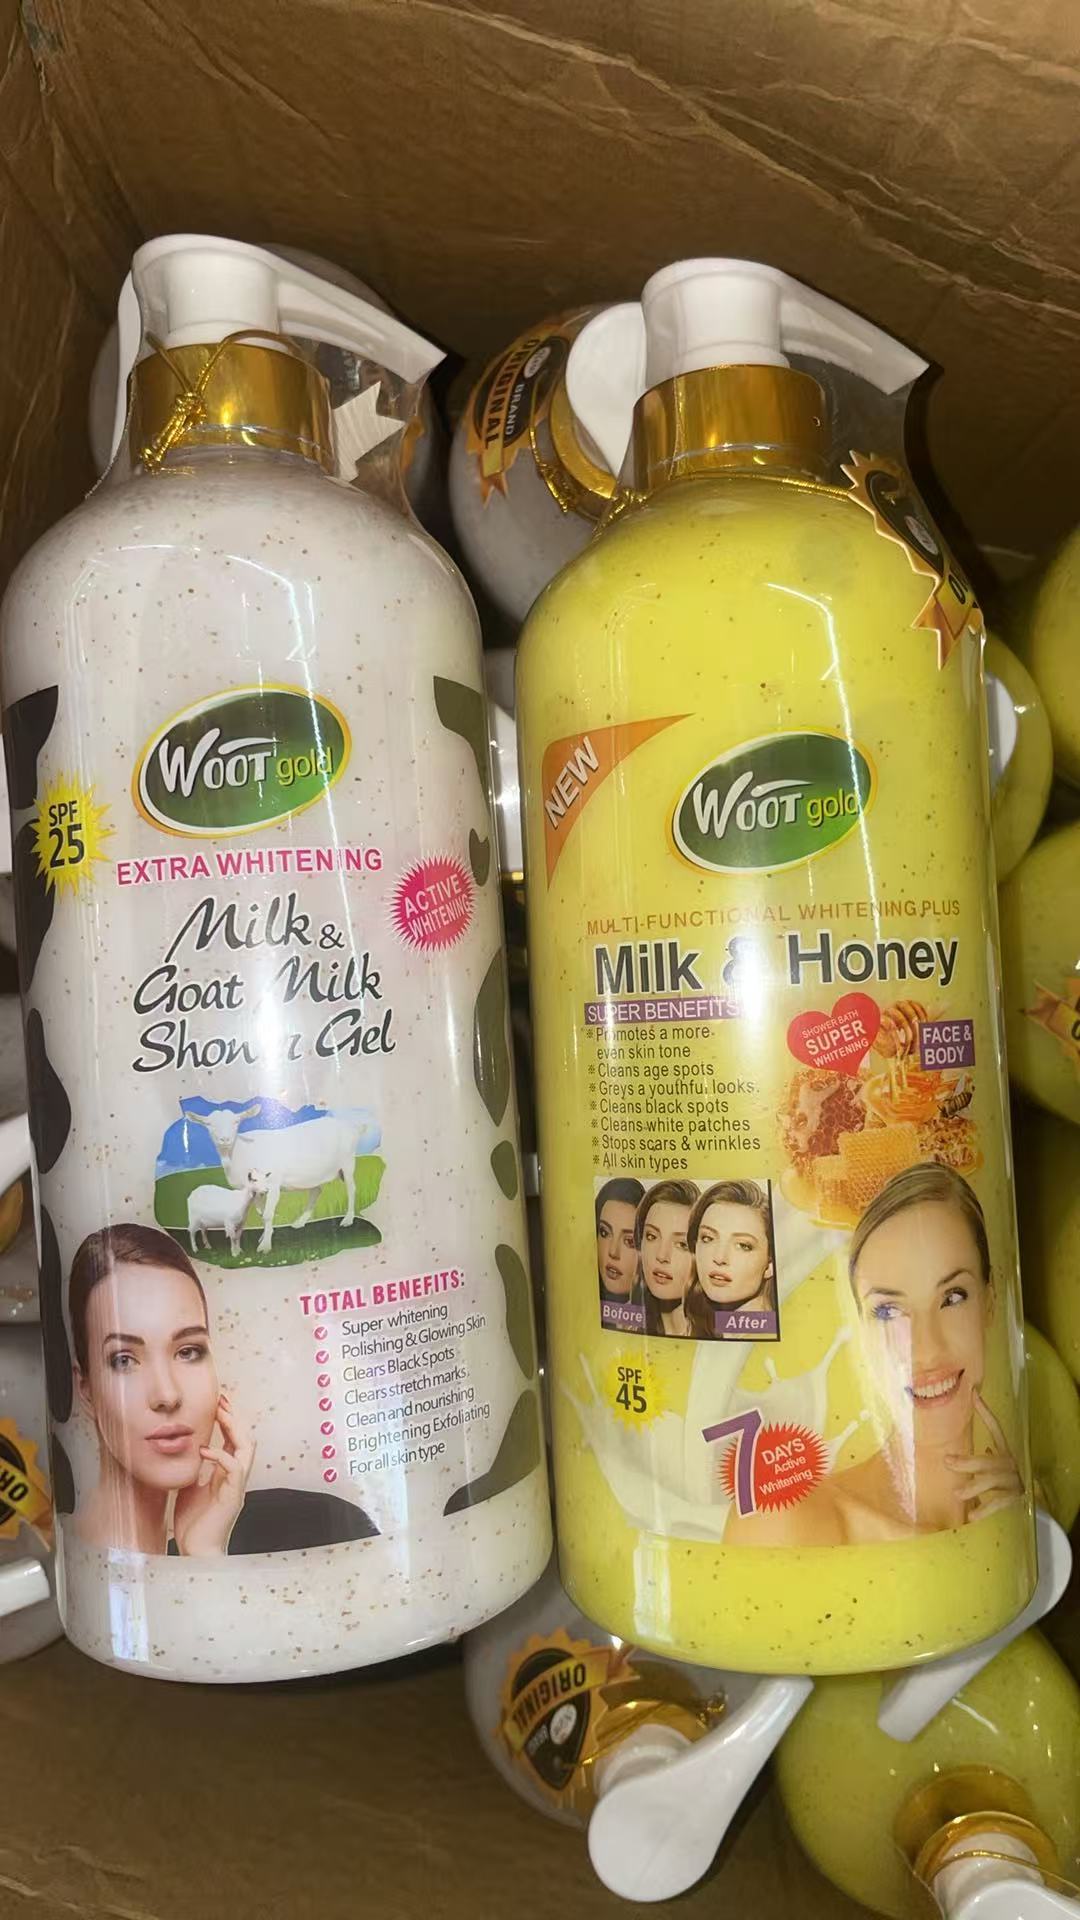 BRAND
ORIGINAL
WOOT gold
SPF
25
EXTRA WHITENING
ACTIVE
WHITENING
Milk &
Goat Milk
Shower Gel
TOTAL BENEFITS:
Super whitening
Polishing & Glowing Skin
Clears Black Spots
Clears stretch marks.
Clean and nourishing
Brightening Exfoliating
For all skin type
NEW
WOOT gold
MULTI-FUNCTIONAL WHITENING PLUS
Milk & Honey
SUPER BENEFITS
* Promotes a more
even skin tone
* Cleans age spots
* Greys a youthful looks.
* Cleans black spots
* Cleans white patches
* Stops scars & wrinkles
* All skin types
SHOWER BATH
SUPER
WHITENING
FACE &
BODY
Bofore
After
SPF
45
7
DAYS
Active
Whitening
ORIGINAL